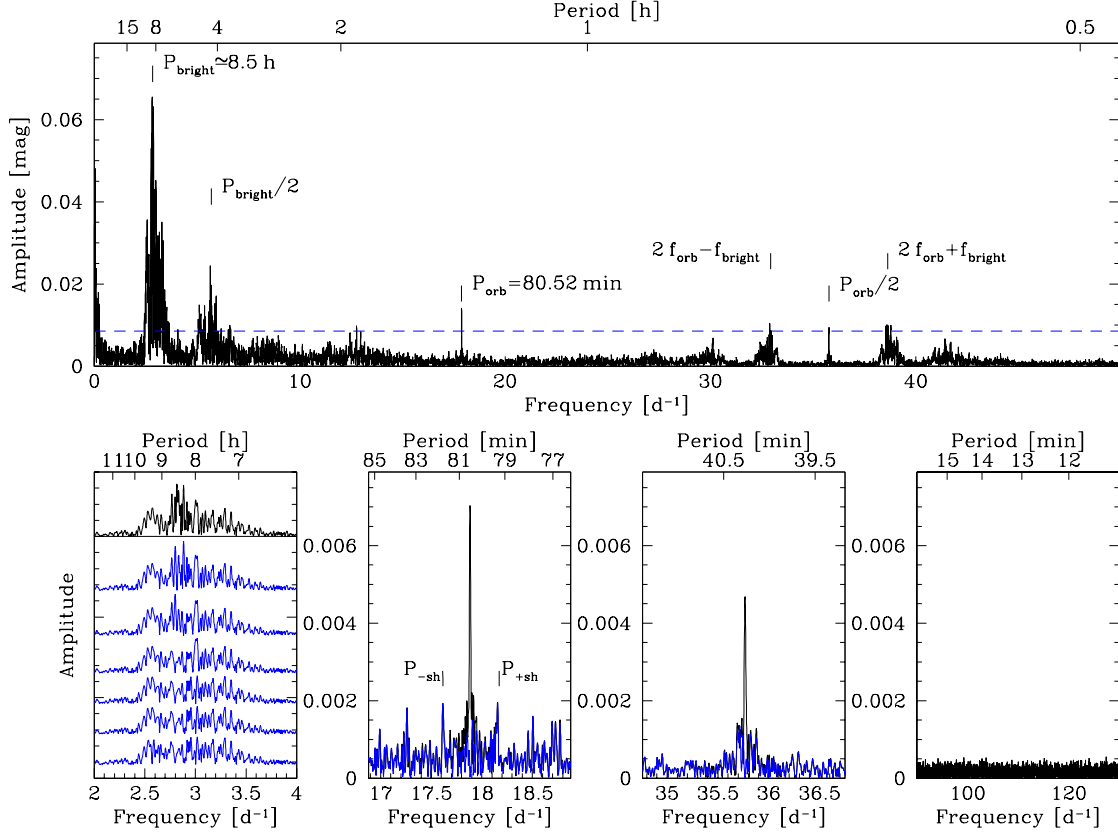 Period [h]
15 8 4 2 1 0.5
P_bright≃8.5 h
P_bright/2
P_orb=80.52 min
2 f_orb−f_bright
P_orb/2
2 f_orb+f_bright
Amplitude [mag]
0.06
0.04
0.02
0
0 10 20 30 40
Frequency [d⁻¹]
Period [h]
1110 9 8 7
Amplitude
2 2.5 3 3.5 4
Frequency [d⁻¹]
Period [min]
85 83 81 79 77
0.006
0.004
0.002
0
P_−sh
P_+sh
17 17.5 18 18.5
Frequency [d⁻¹]
Period [min]
40.5 39.5
0.006
0.004
0.002
0
35 35.5 36 36.5
Frequency [d⁻¹]
Period [min]
15 14 13 12
0.006
0.004
0.002
0
100 120
Frequency [d⁻¹]